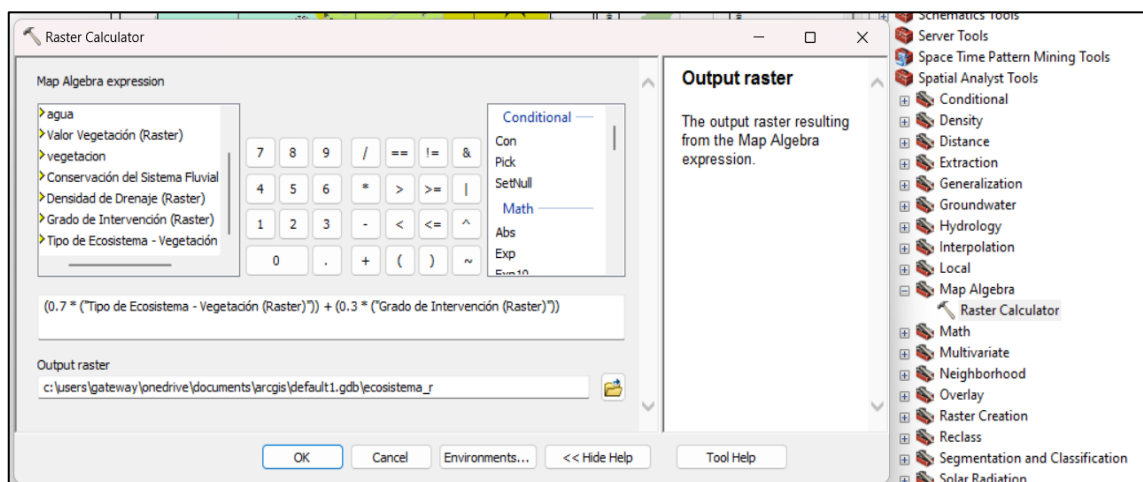 Raster Calculator
Map Algebra expression
agua
Valor Vegetación (Raster)
vegetacion
Conservación del Sistema Fluvial
Densidad de Drenaje (Raster)
Grado de Intervención (Raster)
Tipo de Ecosistema - Vegetación
7 8 9 / == != &
4 5 6 * > >= |
1 2 3 - < <= ^
0 . + ( ) ~
Conditional
Con
Pick
SetNull
Math
Abs
Exp
Exp10
(0.7 * ("Tipo de Ecosistema - Vegetación (Raster)")) + (0.3 * ("Grado de Intervención (Raster)"))
Output raster
c:\users\gateway\onedrive\documents\arcgis\default1.gdb\ecosistema_r
OK Cancel Environments... << Hide Help Tool Help
Output raster
The output raster resulting
from the Map Algebra
expression.
Schematics Tools
Server Tools
Space Time Pattern Mining Tools
Spatial Analyst Tools
Conditional
Density
Distance
Extraction
Generalization
Groundwater
Hydrology
Interpolation
Local
Map Algebra
Raster Calculator
Math
Multivariate
Neighborhood
Overlay
Raster Creation
Reclass
Segmentation and Classification
Solar Radiation